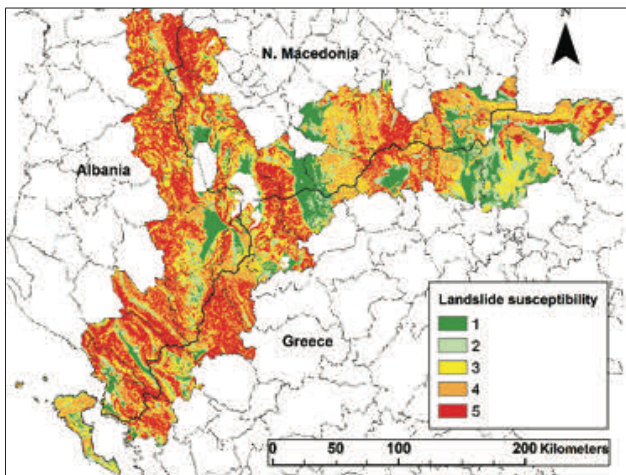 N
N. Macedonia
Albania
Greece
Landslide susceptibility
1
2
3
4
5
0 50 100 200 Kilometers